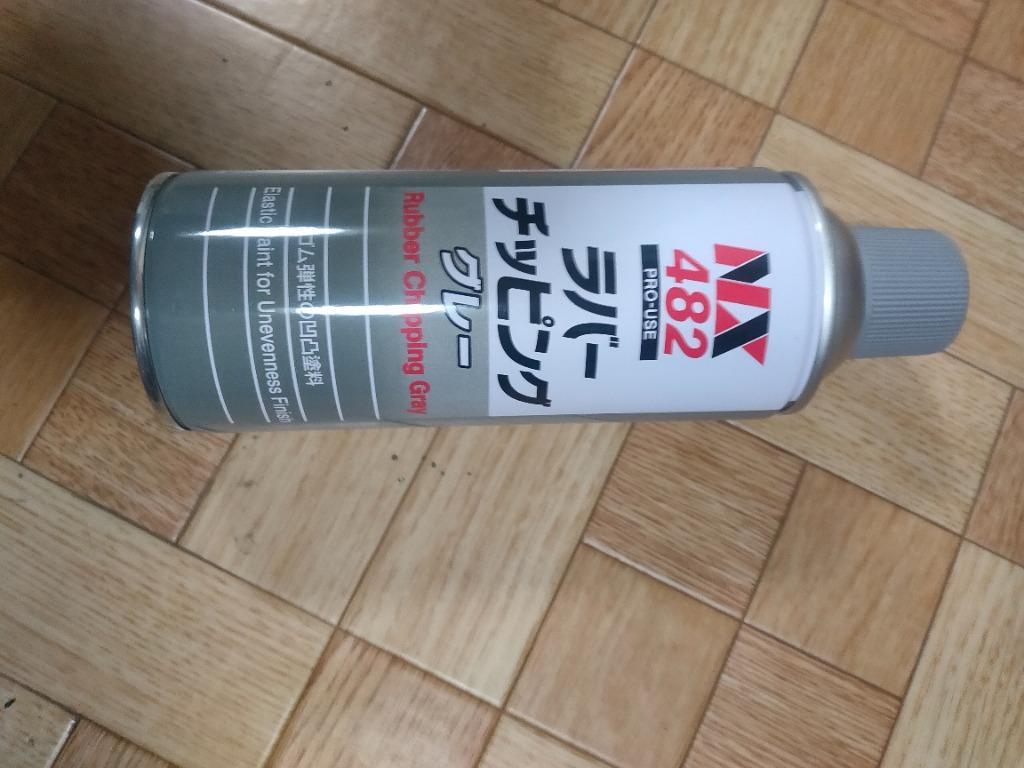 NX
482
PRO-USE
ラバー
チッピング
グレー
Rubber Chipping Gray
ゴム弾性の凹凸塗料
Elastic Paint for Unevenness Finish